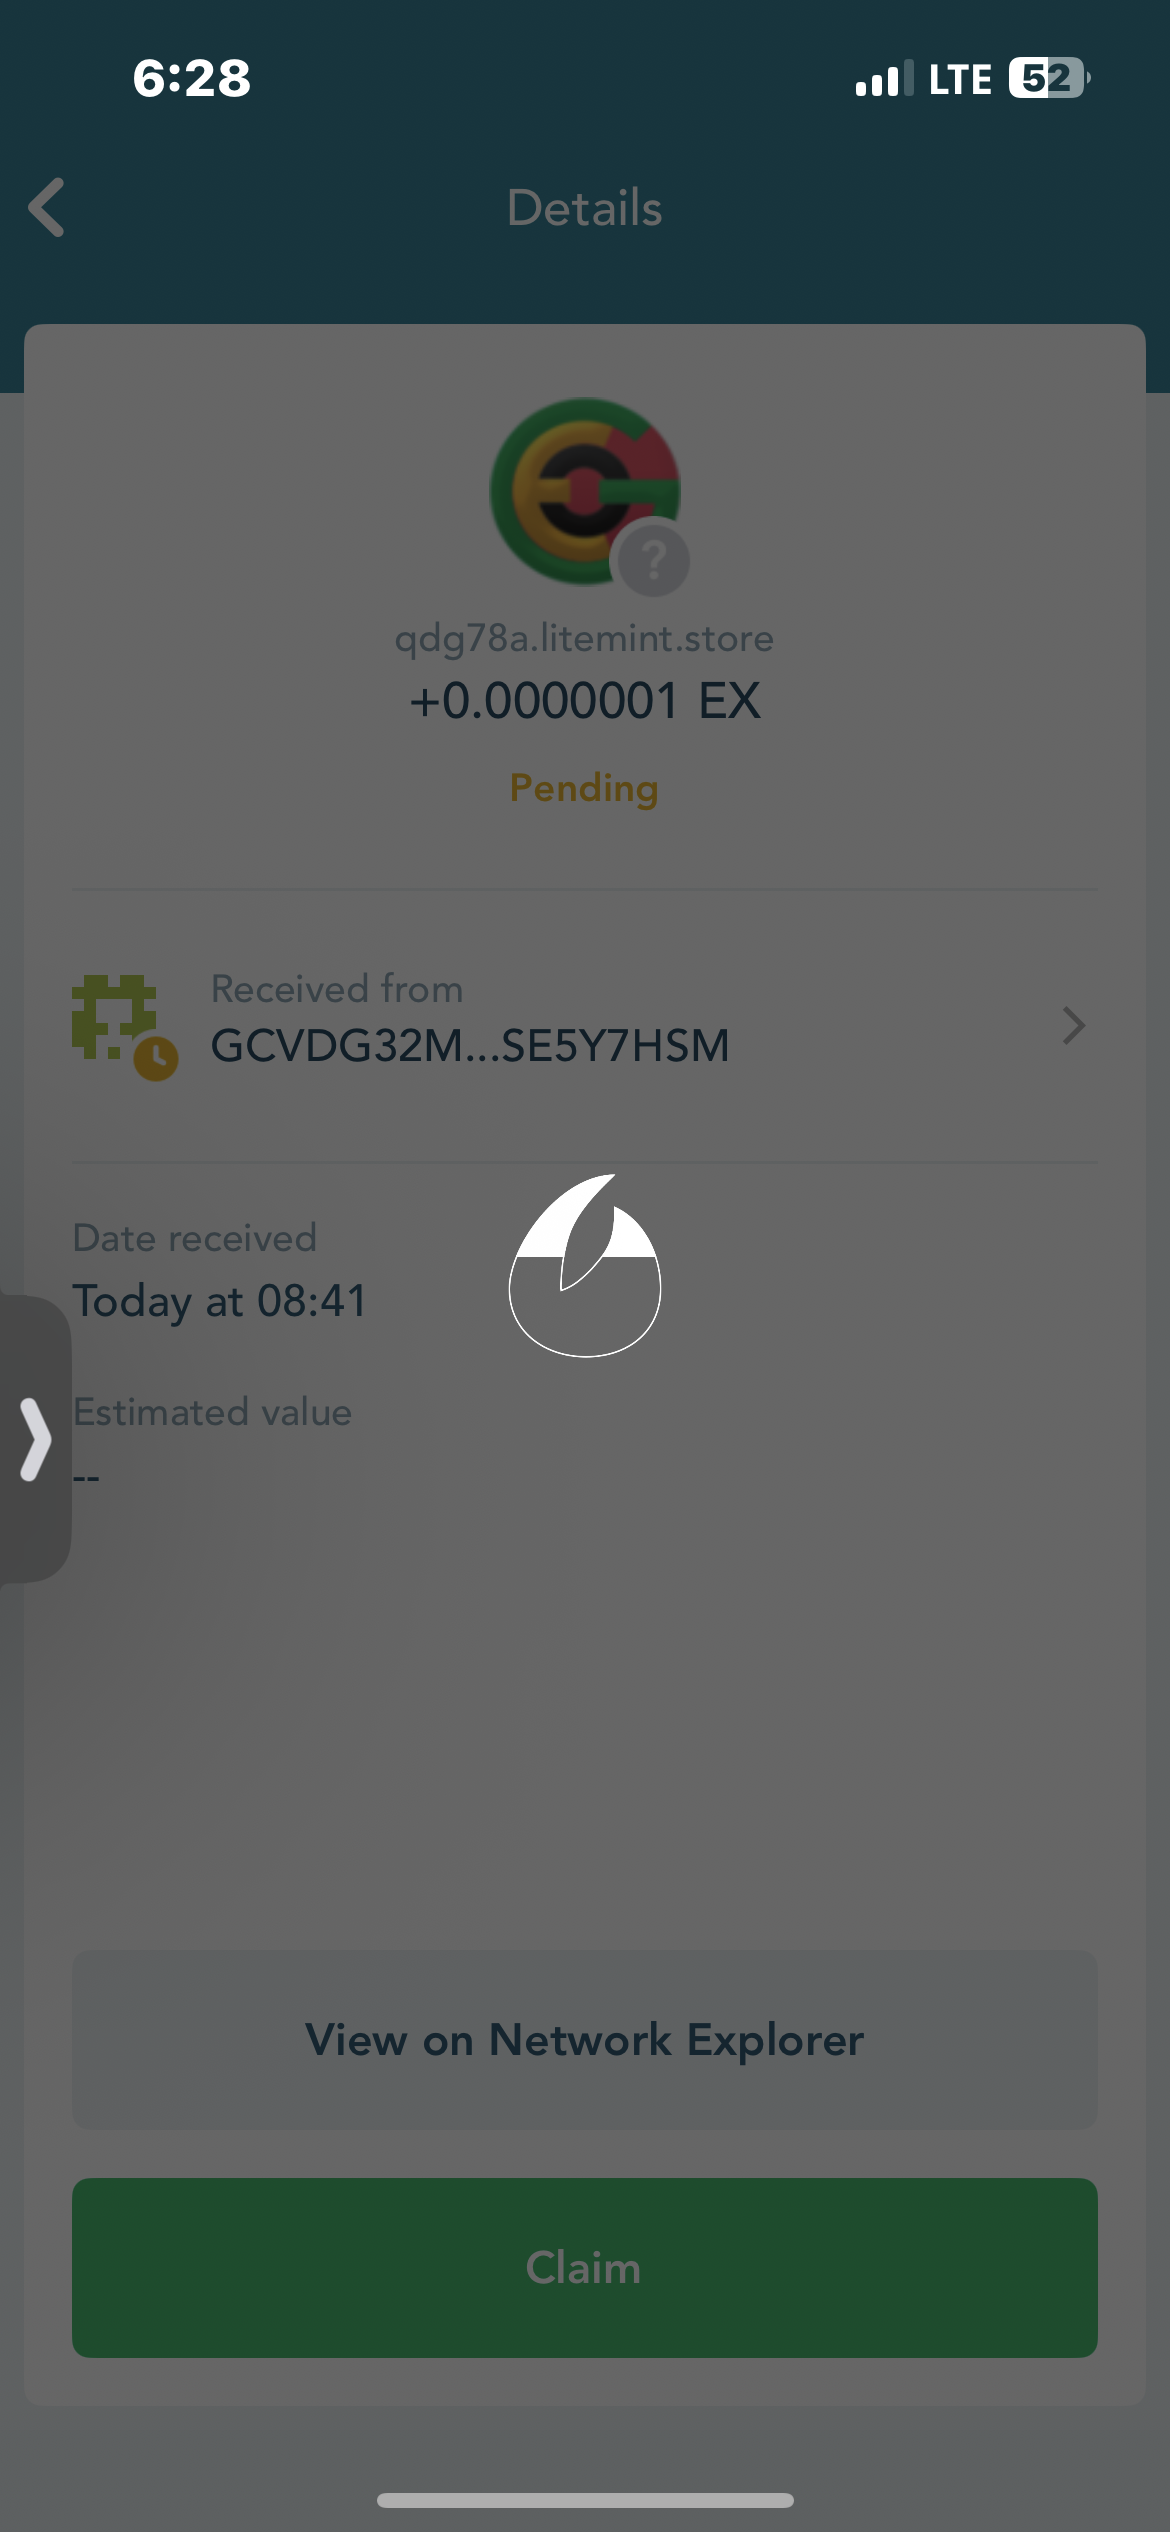 6:28
LTE 52
Details
?
qdg78a.litemint.store
+0.0000001 EX
Pending
Received from
GCVDG32M...SE5Y7HSM
Date received
Today at 08:41
Estimated value
--
View on Network Explorer
Claim